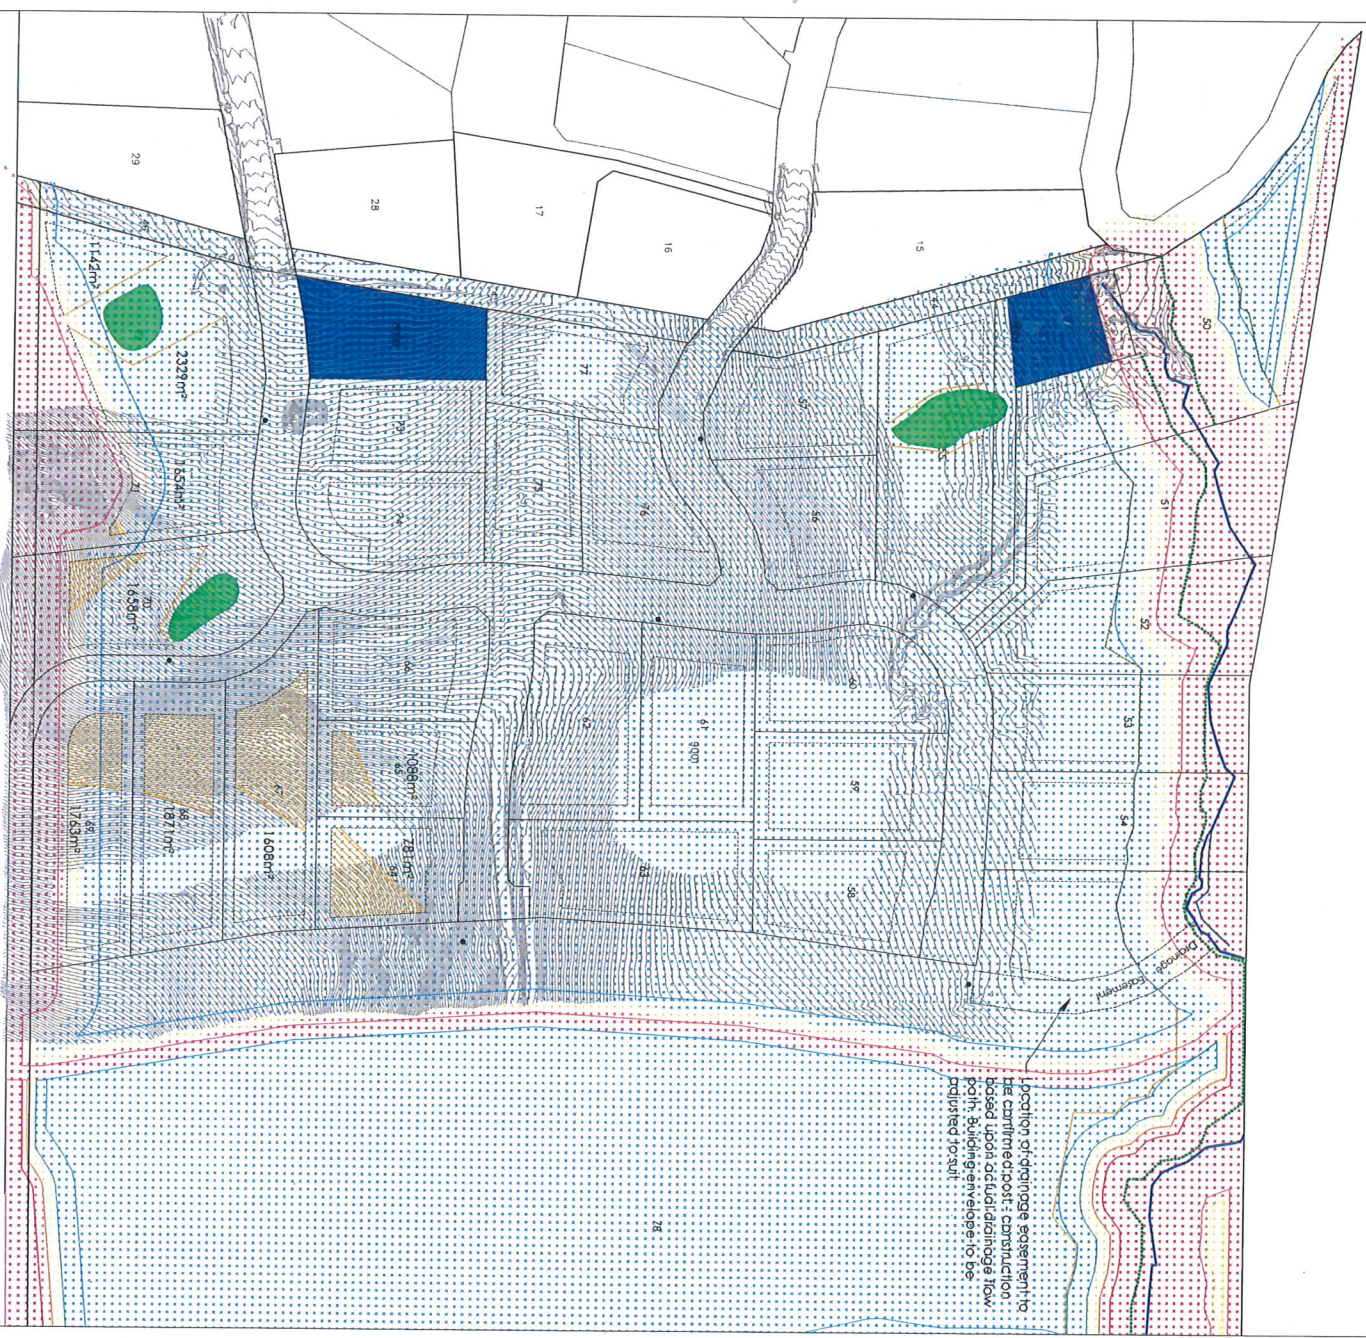 29
28
17
16
15
50
1142m²
2329m²
77
57
55
51
73
1654m²
71
74
75
76
56
52
70
1658m²
66
62
61
9001
60
53
59
54
1088m²
65
67
68
1871m²
69
1763m²
1608m²
781m²
64
63
58
Drainage Easement
Location of drainage easement to
be confirmed post - construction
based upon actual drainage flow
path. Building envelope to be
adjusted to suit
78